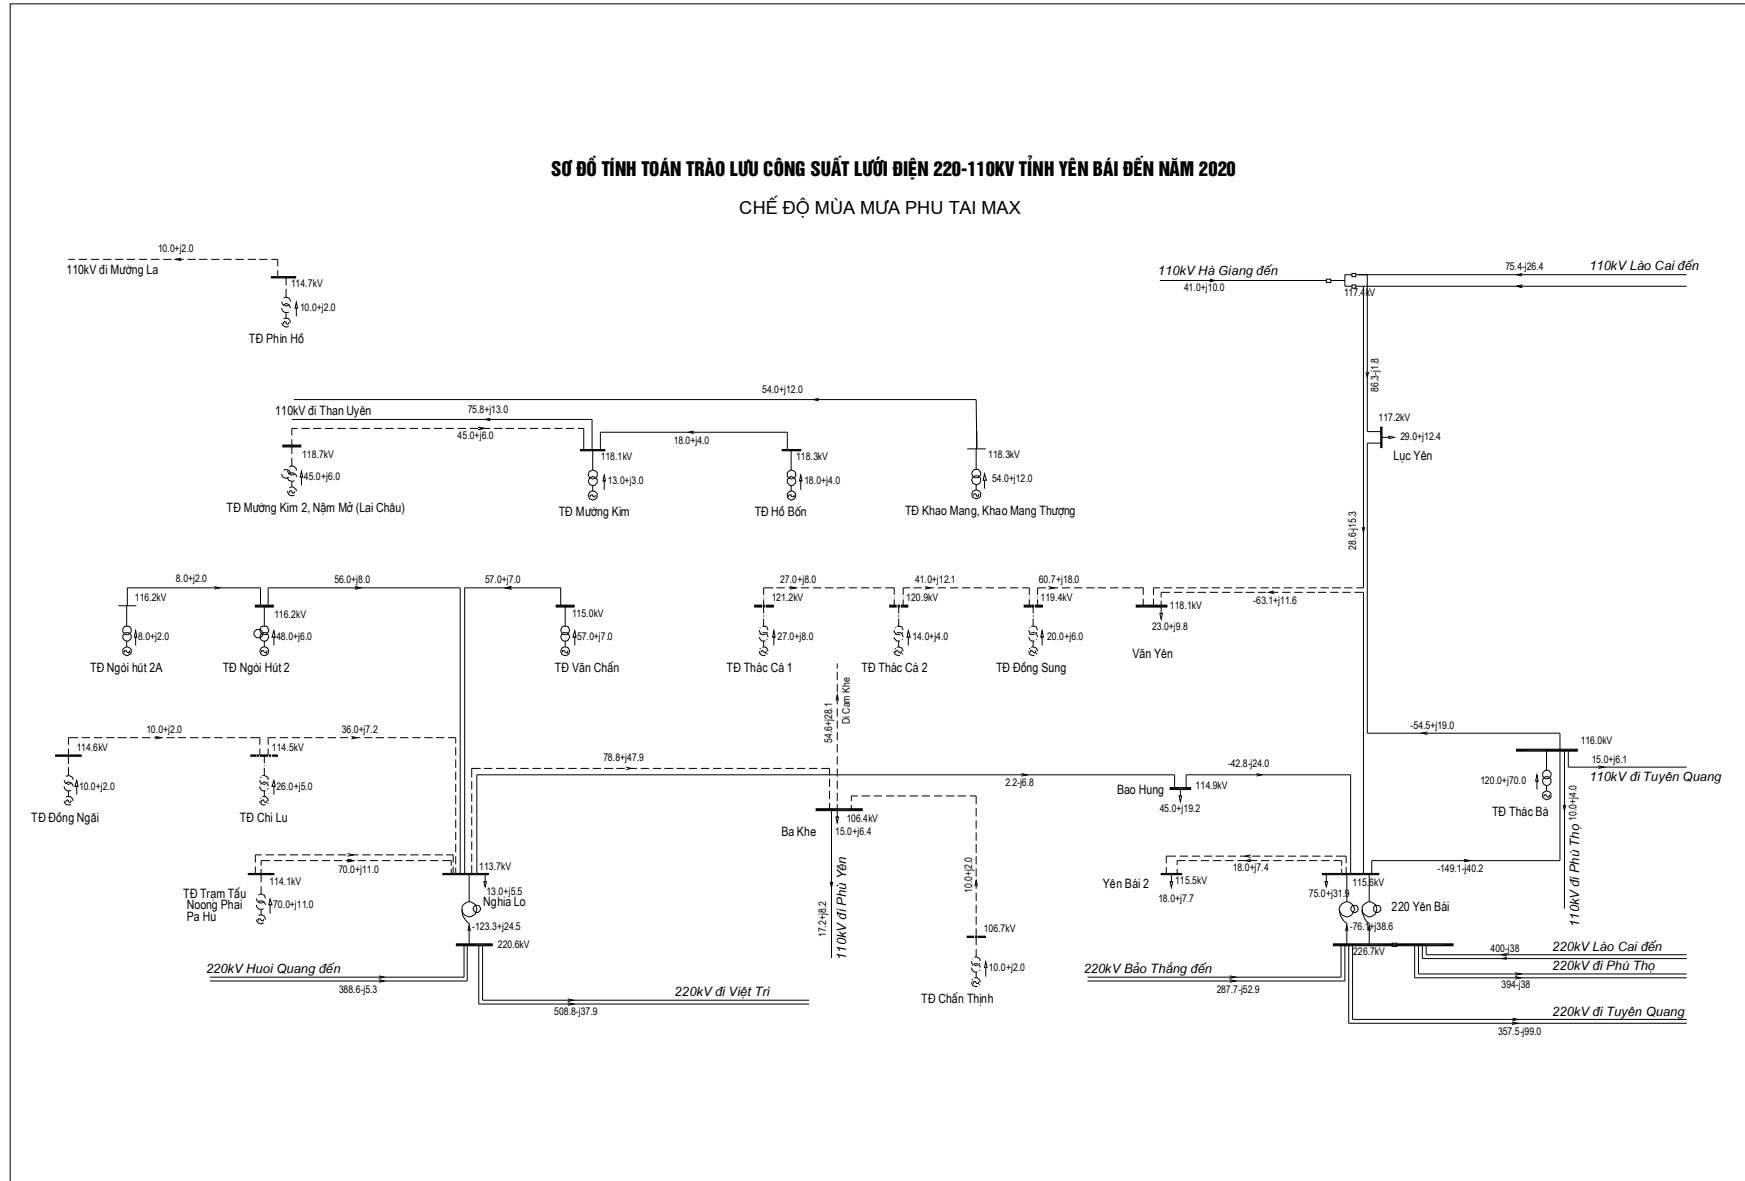 SƠ ĐỒ TÍNH TOÁN TRÀO LƯU CÔNG SUẤT LƯỚI ĐIỆN 220-110KV TỈNH YÊN BÁI ĐẾN NĂM 2020
CHẾ ĐỘ MÙA MƯA PHU TAI MAX
10.0+j2.0
110kV đi Mường La
114.7kV
10.0+j2.0
TĐ Phin Hồ
110kV Hà Giang đến
41.0+j10.0
117.4kV
75.4-j26.4
110kV Lào Cai đến
86.3-j1.8
117.2kV
29.0+j12.4
Lục Yên
28.6-j15.3
54.0+j12.0
110kV đi Than Uyên
75.8+j13.0
45.0+j6.0
18.0+j4.0
118.7kV
45.0+j6.0
TĐ Mường Kim 2, Nậm Mở (Lai Châu)
118.1kV
13.0+j3.0
TĐ Mường Kim
118.3kV
18.0+j4.0
TĐ Hồ Bốn
118.3kV
54.0+j12.0
TĐ Khao Mang, Khao Mang Thượng
8.0+j2.0
56.0+j8.0
57.0+j7.0
116.2kV
8.0+j2.0
TĐ Ngòi hút 2A
116.2kV
48.0+j6.0
TĐ Ngòi Hút 2
115.0kV
57.0+j7.0
TĐ Văn Chấn
27.0+j8.0
41.0+j12.1
60.7+j18.0
121.2kV
27.0+j8.0
TĐ Thác Cá 1
120.9kV
14.0+j4.0
TĐ Thác Cá 2
119.4kV
20.0+j6.0
TĐ Đồng Sung
118.1kV
23.0+j9.8
Văn Yên
-63.1+j11.6
10.0+j2.0
36.0+j7.2
114.6kV
10.0+j2.0
TĐ Đồng Ngãi
114.5kV
26.0+j5.0
TĐ Chi Lu
54.6+j28.1
Di Cam Khe
78.8+j47.9
2.2-j6.8
-42.8-j24.0
Bao Hung
114.9kV
45.0+j19.2
-54.5+j19.0
116.0kV
15.0+j6.1
110kV đi Tuyên Quang
120.0+j70.0
TĐ Thác Bà
10.0+j4.0
110kV đi Phú Thọ
106.4kV
15.0+j6.4
Ba Khe
17.2+j8.2
110kV đi Phù Yên
10.0+j2.0
106.7kV
10.0+j2.0
TĐ Chấn Thịnh
70.0+j11.0
114.1kV
70.0+j11.0
TĐ Trạm Tấu
Noong Phai
Pa Hu
113.7kV
13.0+j5.5
Nghia Lo
-123.3+j24.5
220.6kV
220kV Huoi Quang đến
388.6-j5.3
220kV đi Việt Trì
508.8-j37.9
18.0+j7.4
Yên Bái 2
115.5kV
18.0+j7.7
-149.1-j40.2
115.6kV
75.0+j31.9
220 Yên Bái
-76.1+j38.6
226.7kV
220kV Bảo Thắng đến
287.7-j52.9
400-j38
220kV Lào Cai đến
220kV đi Phú Thọ
394-j38
220kV đi Tuyên Quang
357.5-j99.0